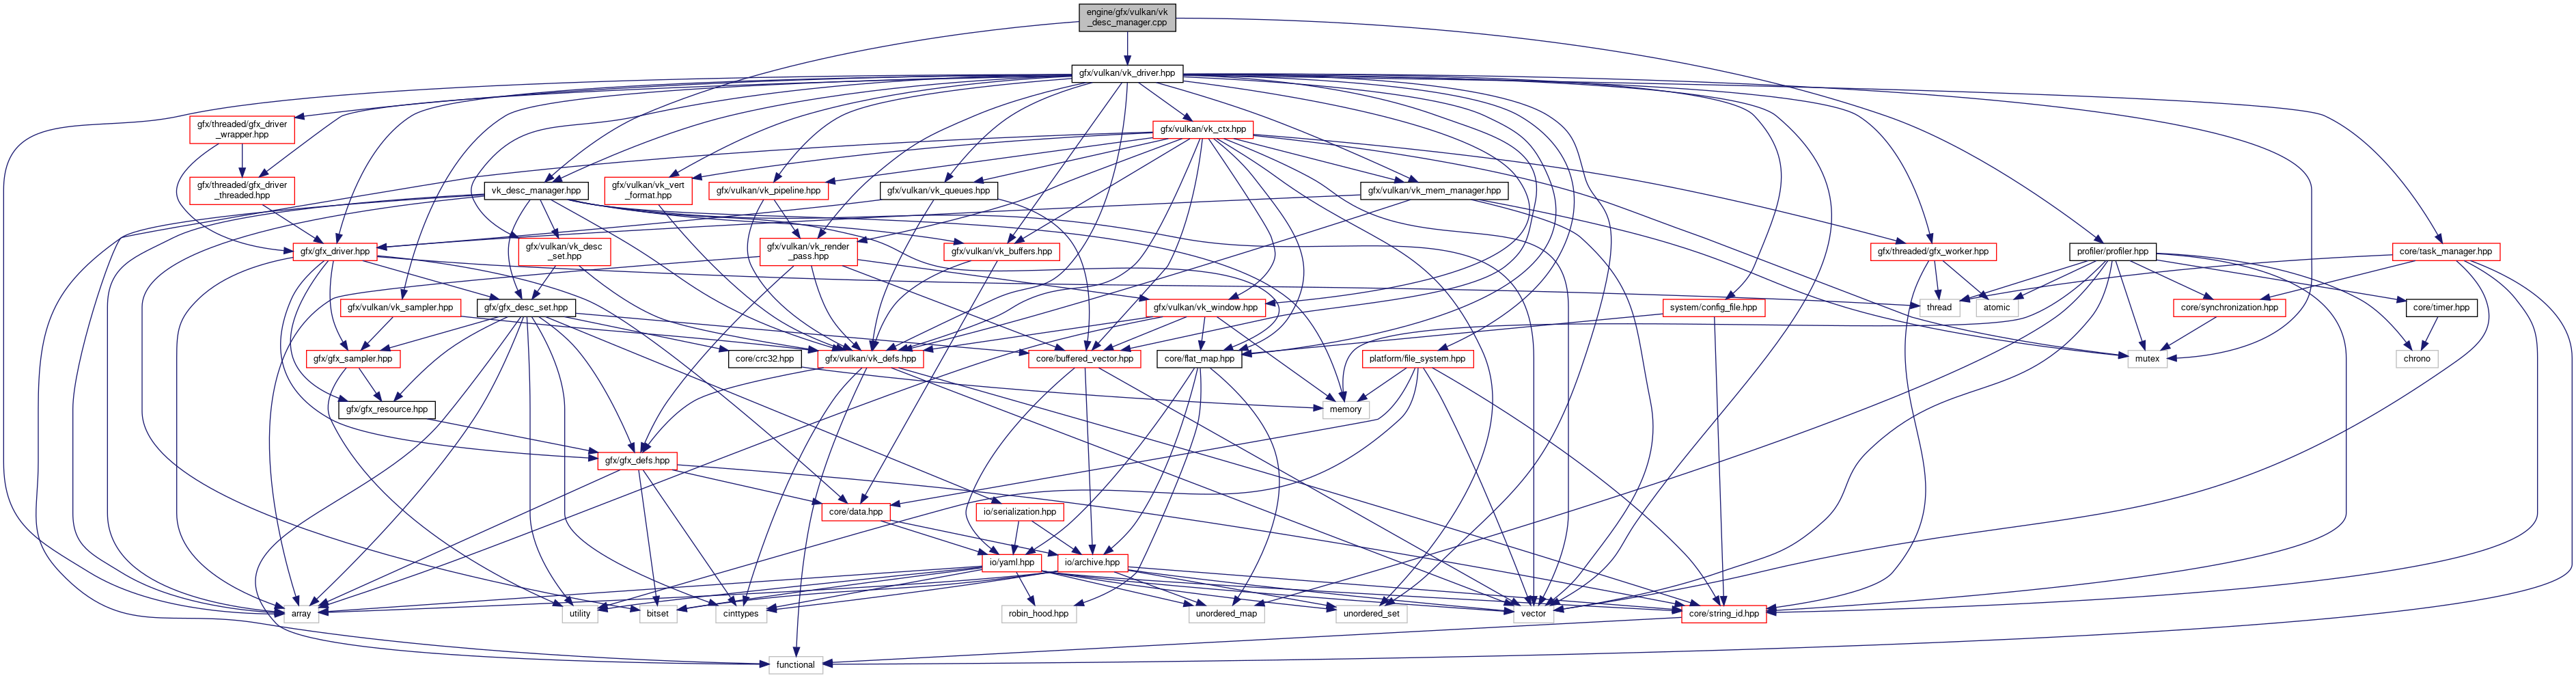 engine/gfx/vulkan/vk
_desc_manager.cpp
gfx/vulkan/vk_driver.hpp
gfx/threaded/gfx_driver
_wrapper.hpp
gfx/vulkan/vk_ctx.hpp
gfx/threaded/gfx_driver
_threaded.hpp
vk_desc_manager.hpp
gfx/vulkan/vk_vert
_format.hpp
gfx/vulkan/vk_pipeline.hpp
gfx/vulkan/vk_queues.hpp
gfx/vulkan/vk_mem_manager.hpp
gfx/gfx_driver.hpp
gfx/vulkan/vk_desc
_set.hpp
gfx/vulkan/vk_render
_pass.hpp
gfx/vulkan/vk_buffers.hpp
gfx/threaded/gfx_worker.hpp
profiler/profiler.hpp
core/task_manager.hpp
gfx/vulkan/vk_sampler.hpp
gfx/gfx_desc_set.hpp
gfx/vulkan/vk_window.hpp
system/config_file.hpp
thread
atomic
core/synchronization.hpp
core/timer.hpp
gfx/gfx_sampler.hpp
core/crc32.hpp
gfx/vulkan/vk_defs.hpp
core/buffered_vector.hpp
core/flat_map.hpp
platform/file_system.hpp
mutex
chrono
gfx/gfx_resource.hpp
memory
gfx/gfx_defs.hpp
core/data.hpp
io/serialization.hpp
io/yaml.hpp
io/archive.hpp
array
utility
bitset
cinttypes
robin_hood.hpp
unordered_map
unordered_set
vector
core/string_id.hpp
functional